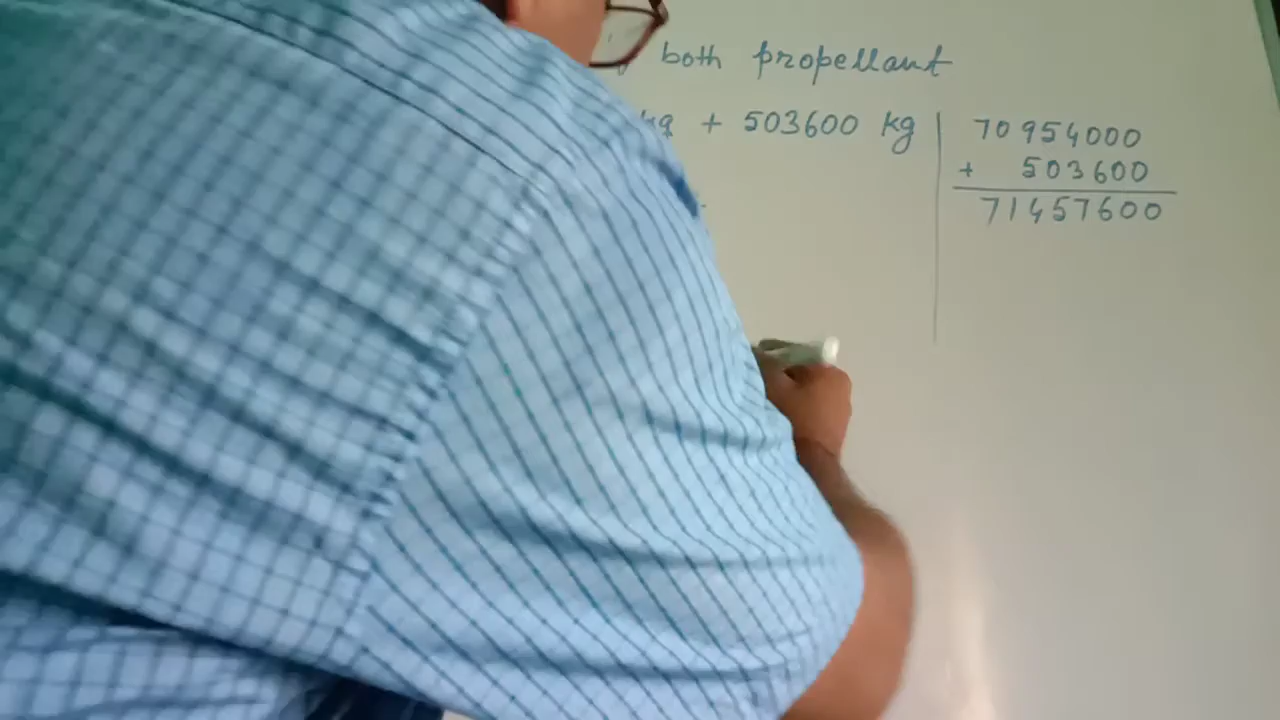 both propellant
kg + 503600 kg
70954000
+ 503600
71457600